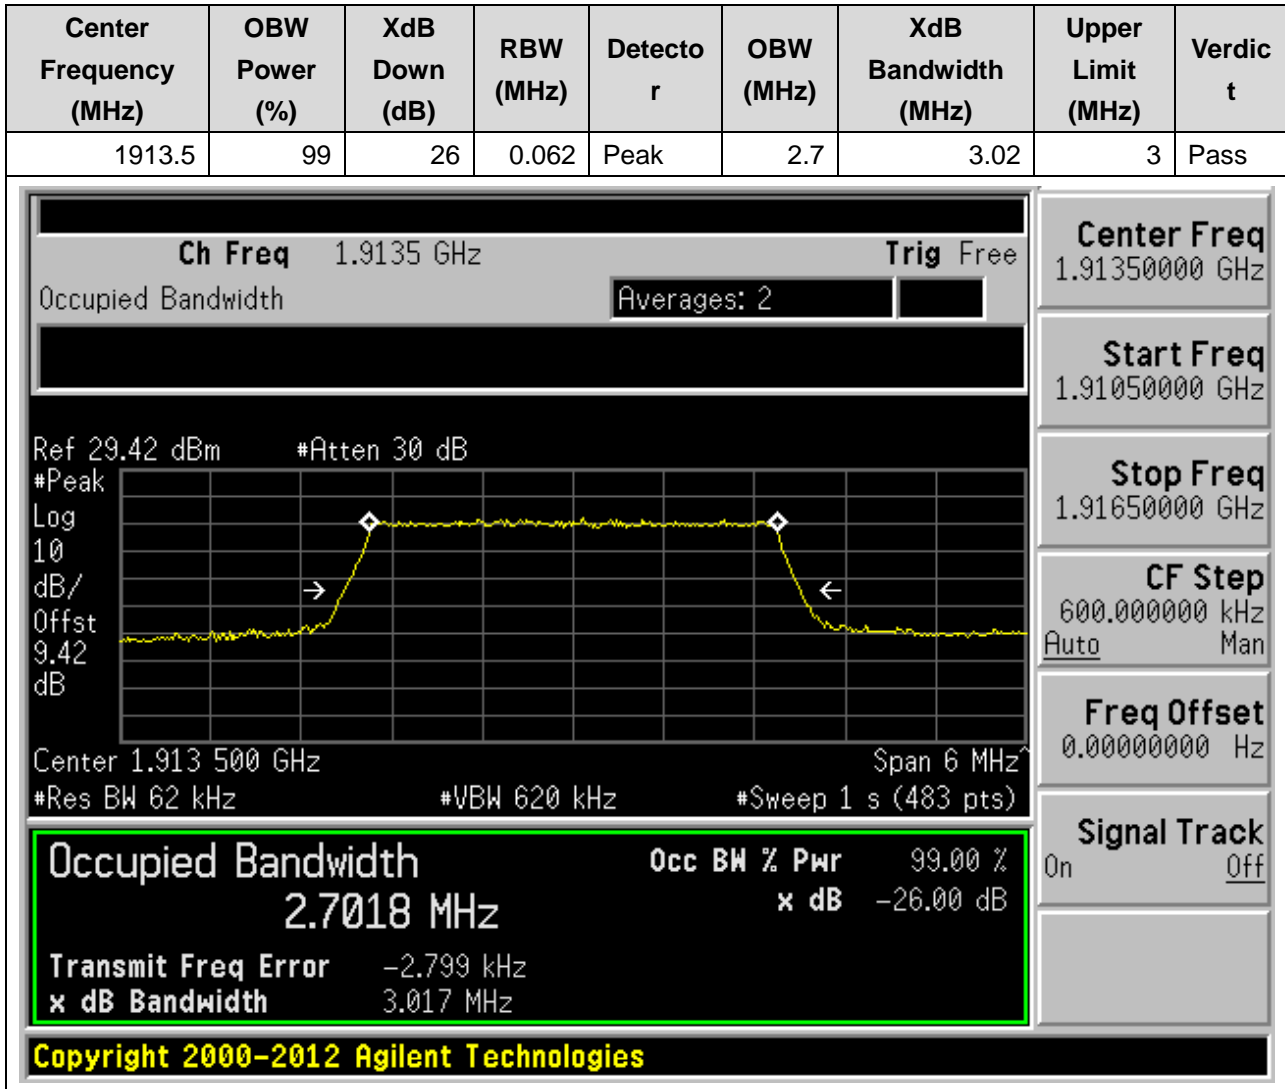 Center Frequency (MHz) OBW Power (%) XdB Down (dB) RBW (MHz) Detecto r OBW (MHz) XdB Bandwidth (MHz) Upper Limit (MHz) Verdic t
1913.5 99 26 0.062 Peak 2.7 3.02 3 Pass
Ch Freq 1.9135 GHz Trig Free
Occupied Bandwidth Averages: 2
Ref 29.42 dBm #Atten 30 dB
#Peak
Log
10
dB/
Offst
9.42
dB
Center 1.913 500 GHz Span 6 MHz^
#Res BW 62 kHz #VBW 620 kHz #Sweep 1 s (483 pts)
Occupied Bandwidth Occ BW % Pwr 99.00 %
2.7018 MHz x dB -26.00 dB
Transmit Freq Error -2.799 kHz
x dB Bandwidth 3.017 MHz
Copyright 2000-2012 Agilent Technologies
Center Freq
1.91350000 GHz
Start Freq
1.91050000 GHz
Stop Freq
1.91650000 GHz
CF Step
600.000000 kHz
Auto Man
Freq Offset
0.00000000 Hz
Signal Track
On Off